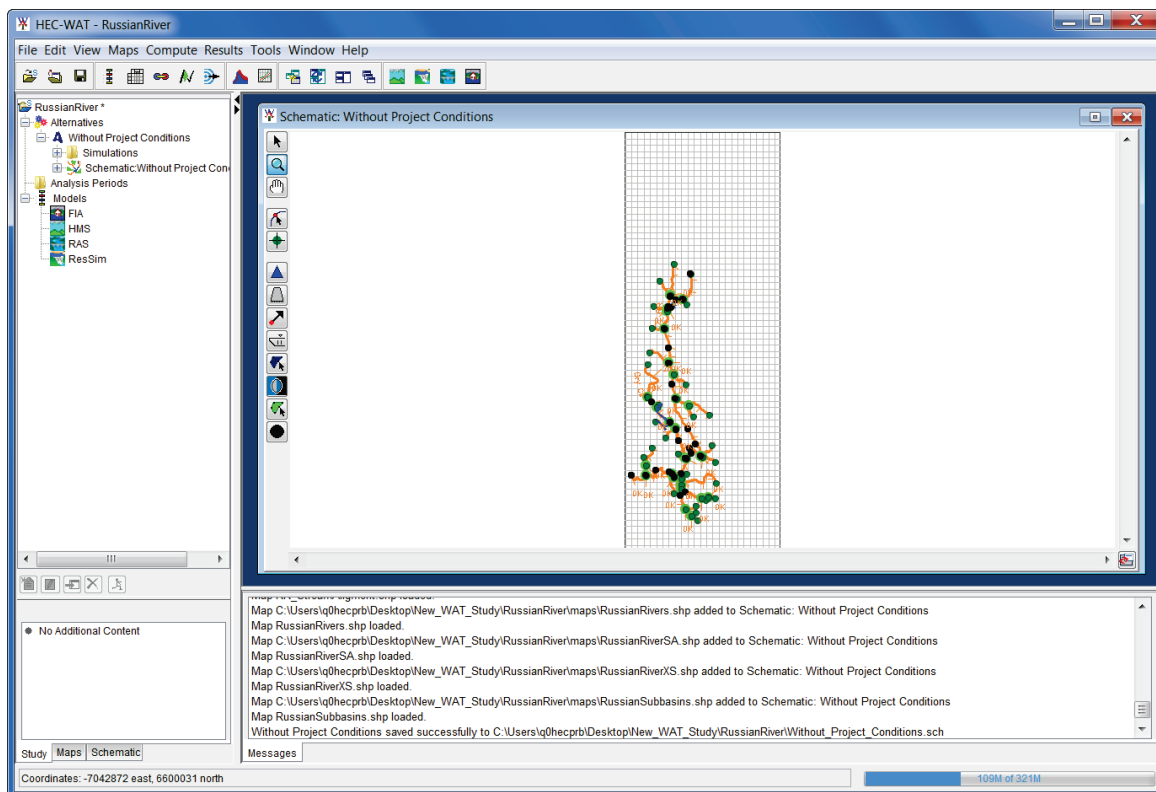 HEC-WAT - RussianRiver
File Edit View Maps Compute Results Tools Window Help
RussianRiver *
Alternatives
A Without Project Conditions
Simulations
Schematic:Without Project Con
Analysis Periods
Models
FIA
HMS
RAS
ResSim
No Additional Content
Study Maps Schematic
Schematic: Without Project Conditions
Map C:\Users\q0hecprb\Desktop\New_WAT_Study\RussianRiver\maps\RussianRivers.shp added to Schematic: Without Project Conditions
Map RussianRivers.shp loaded.
Map C:\Users\q0hecprb\Desktop\New_WAT_Study\RussianRiver\maps\RussianRiverSA.shp added to Schematic: Without Project Conditions
Map RussianRiverSA.shp loaded.
Map C:\Users\q0hecprb\Desktop\New_WAT_Study\RussianRiver\maps\RussianRiverXS.shp added to Schematic: Without Project Conditions
Map RussianRiverXS.shp loaded.
Map C:\Users\q0hecprb\Desktop\New_WAT_Study\RussianRiver\maps\RussianSubbasins.shp added to Schematic: Without Project Conditions
Map RussianSubbasins.shp loaded.
Without Project Conditions saved successfully to C:\Users\q0hecprb\Desktop\New_WAT_Study\RussianRiver\Without_Project_Conditions.sch
Messages
Coordinates: -7042872 east, 6600031 north
109M of 321M